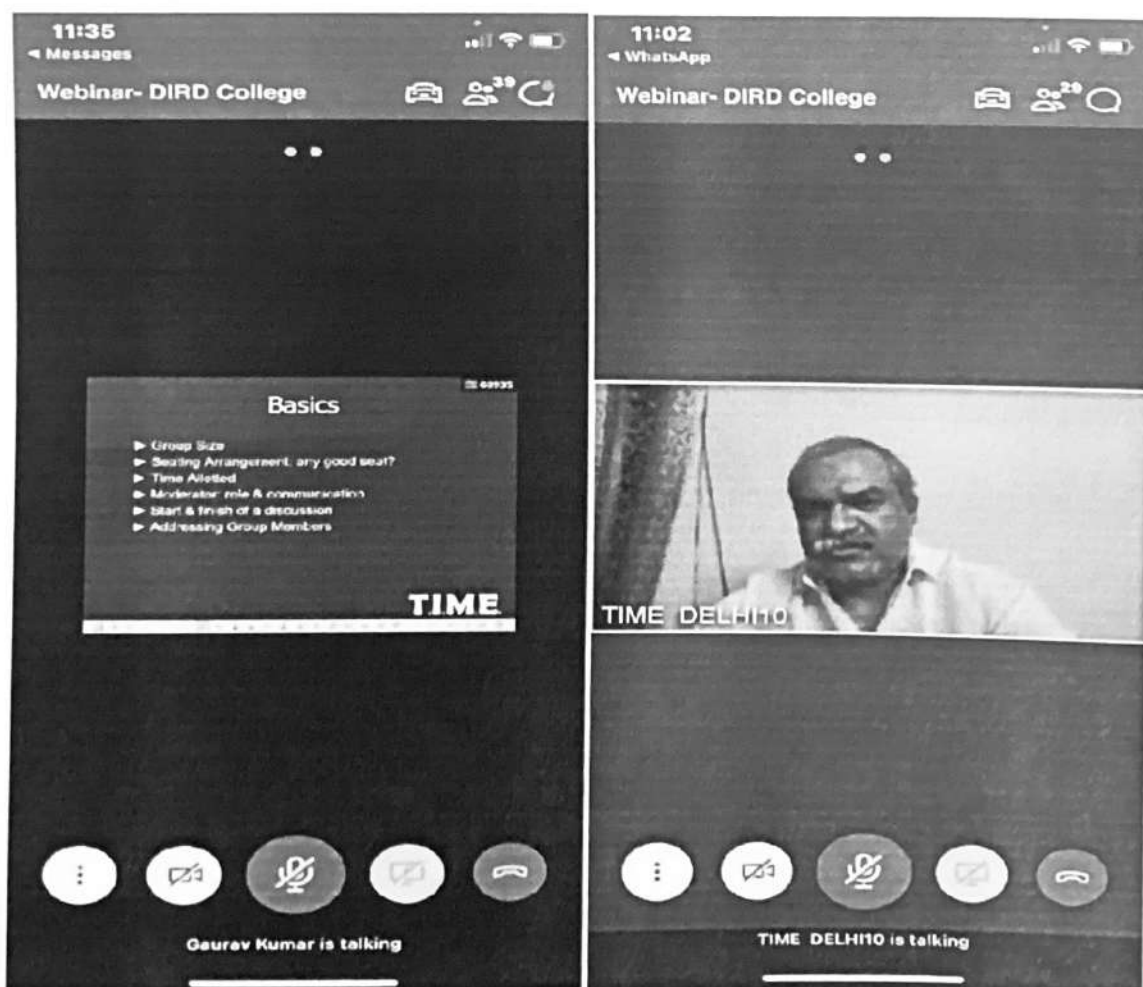 11:35
Messages
Webinar- DIRD College
39
Basics
Group Size
Seating Arrangement: any good seat?
Time Allotted
Moderator: role & communication
Start & finish of a discussion
Addressing Group Members
TIME
Gaurav Kumar is talking
11:02
WhatsApp
Webinar- DIRD College
29
TIME DELHI10
TIME DELHI10 is talking